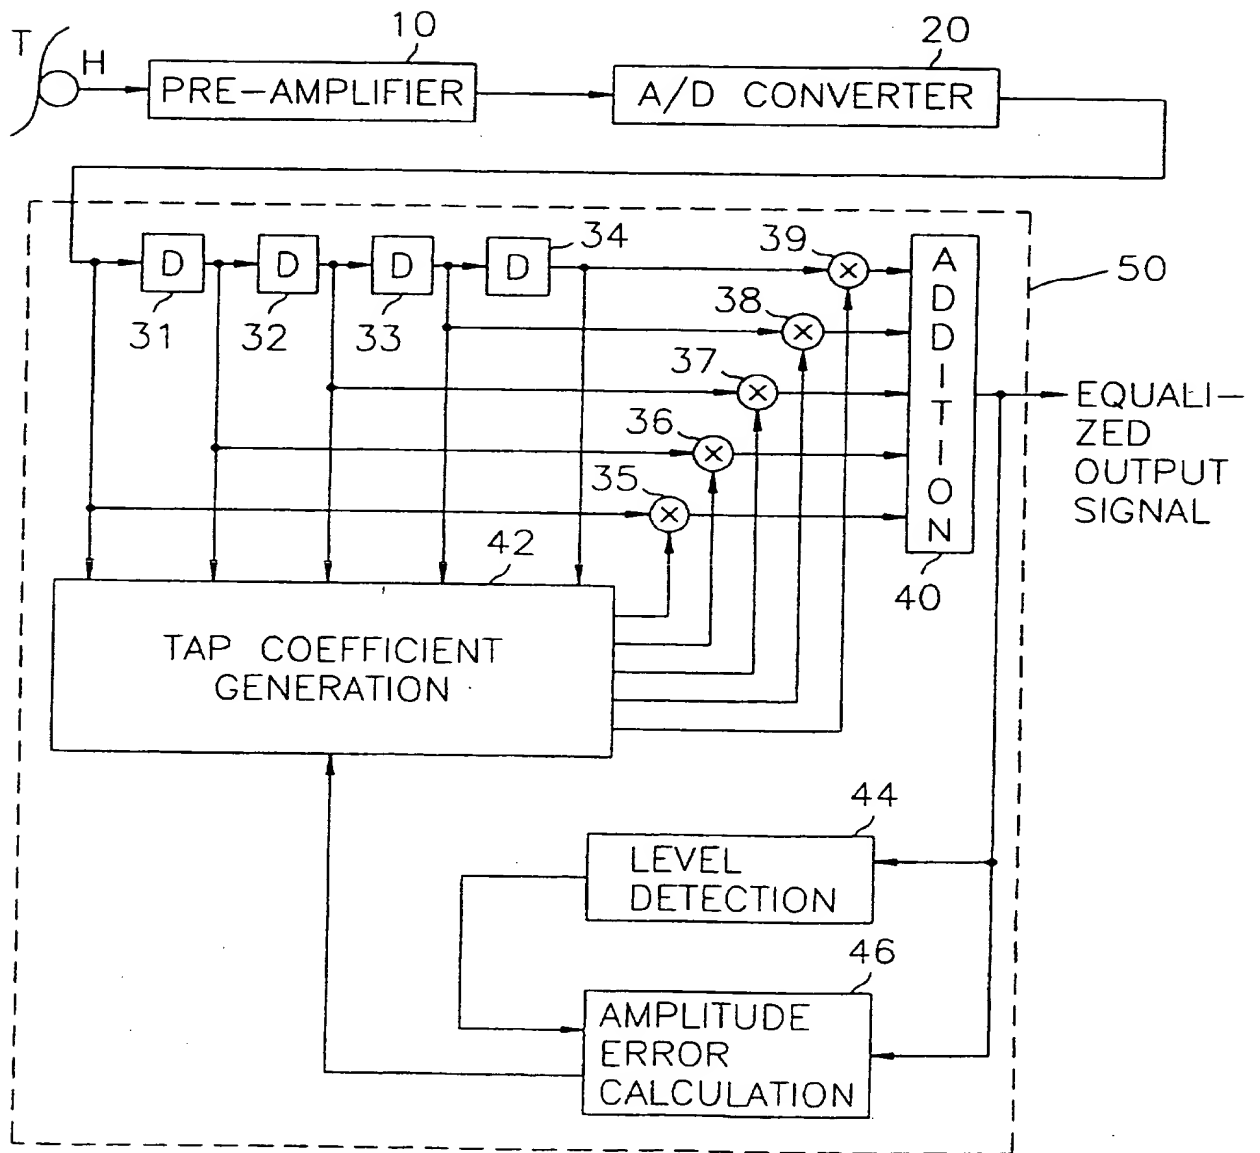 T
H
10
PRE-AMPLIFIER
20
A/D CONVERTER
D
31
D
32
D
33
D
34
39
×
38
×
37
×
36
×
35
×
ADDITION
40
50
EQUALI-
ZED
OUTPUT
SIGNAL
42
TAP COEFFICIENT
GENERATION
44
LEVEL
DETECTION
46
AMPLITUDE
ERROR
CALCULATION